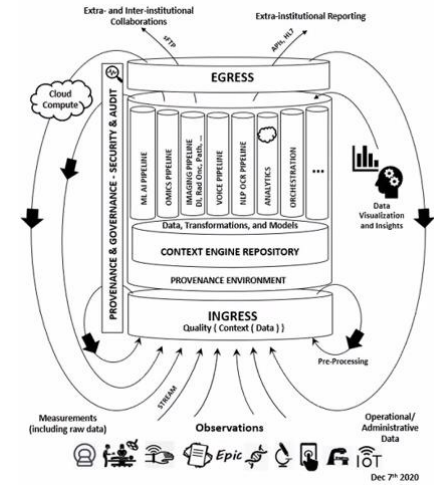 Extra- and Inter-institutional
Collaborations
Extra-institutional Reporting
sFTP
APIs, HL7
EGRESS
Cloud
Compute
PROVENANCE & GOVERNANCE - SECURITY & AUDIT
ML AI PIPELINE
OMICS PIPELINE
IMAGING PIPELINE
DI, Rad Onc, Path, ...
VOICE PIPELINE
NLP OCR PIPELINE
ANALYTICS
ORCHESTRATION
...
Data Visualization
and Insights
Data, Transformations, and Models
CONTEXT ENGINE REPOSITORY
PROVENANCE ENVIRONMENT
INGRESS
Quality ( Context ( Data ) )
Pre-Processing
STREAM
Measurements
(including raw data)
Observations
Operational/
Administrative
Data
Epic
IoT
Dec 7th 2020